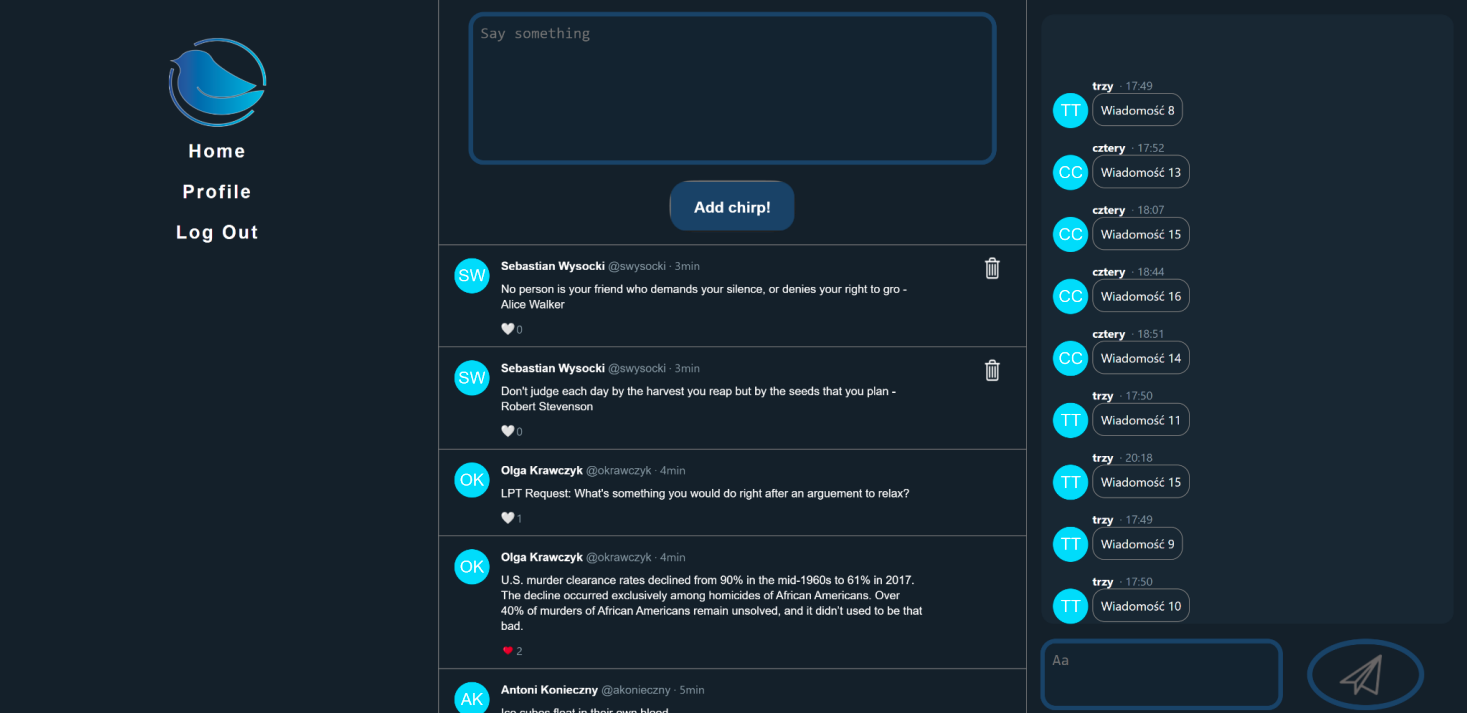 Home
Profile
Log Out
Say something
Add chirp!
SW
Sebastian Wysocki @swysocki · 3min
No person is your friend who demands your silence, or denies your right to gro -
Alice Walker
0
SW
Sebastian Wysocki @swysocki · 3min
Don't judge each day by the harvest you reap but by the seeds that you plan -
Robert Stevenson
0
OK
Olga Krawczyk @okrawczyk · 4min
LPT Request: What's something you would do right after an arguement to relax?
1
OK
Olga Krawczyk @okrawczyk · 4min
U.S. murder clearance rates declined from 90% in the mid-1960s to 61% in 2017.
The decline occurred exclusively among homicides of African Americans. Over
40% of murders of African Americans remain unsolved, and it didn't used to be that
bad.
2
AK
Antoni Konieczny @akonieczny · 5min
Ice cubes float in their own blood
trzy · 17:49
TT
Wiadomość 8
cztery · 17:52
CC
Wiadomość 13
cztery · 18:07
CC
Wiadomość 15
cztery · 18:44
CC
Wiadomość 16
cztery · 18:51
CC
Wiadomość 14
trzy · 17:50
TT
Wiadomość 11
trzy · 20:18
TT
Wiadomość 15
trzy · 17:49
TT
Wiadomość 9
trzy · 17:50
TT
Wiadomość 10
Aa